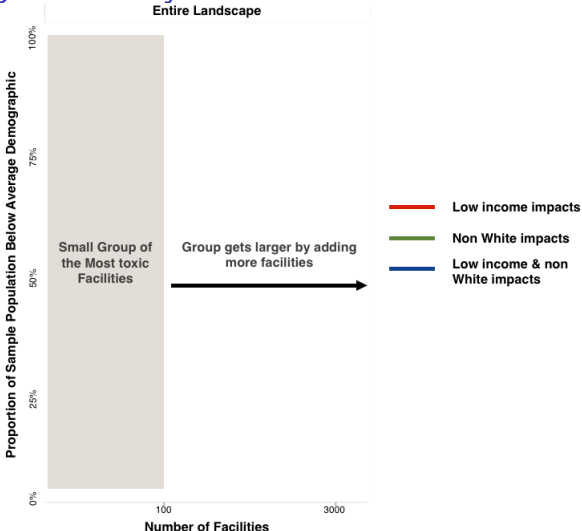 Entire Landscape
Proportion of Sample Population Below Average Demographic
100%
75%
50%
25%
0%
Small Group of
the Most toxic
Facilities
Group gets larger by adding
more facilities
100
3000
Number of Facilities
Low income impacts
Non White impacts
Low income & non
White impacts